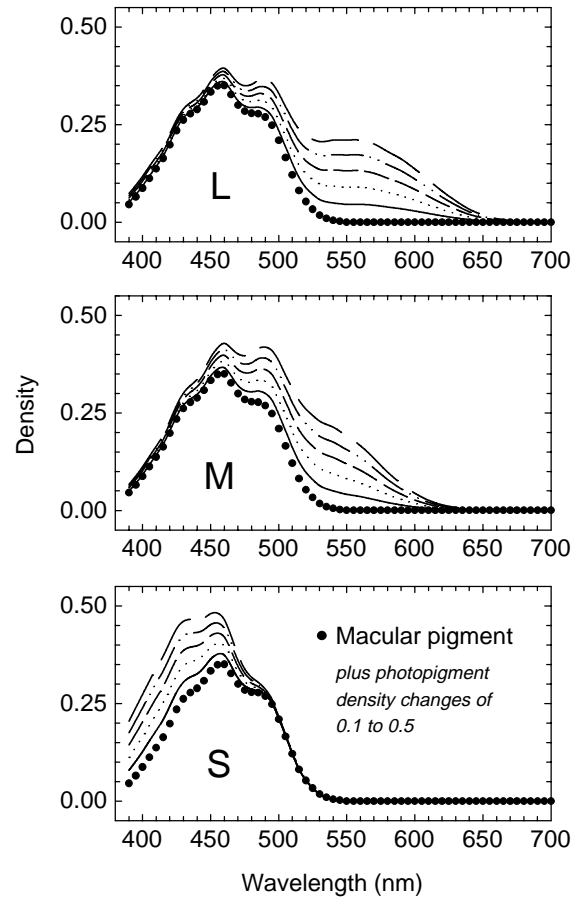 0.50
0.25
0.00
L
400 450 500 550 600 650 700
0.50
0.25
0.00
M
400 450 500 550 600 650 700
Density
0.50
0.25
0.00
S
Macular pigment
plus photopigment
density changes of
0.1 to 0.5
400 450 500 550 600 650 700
Wavelength (nm)